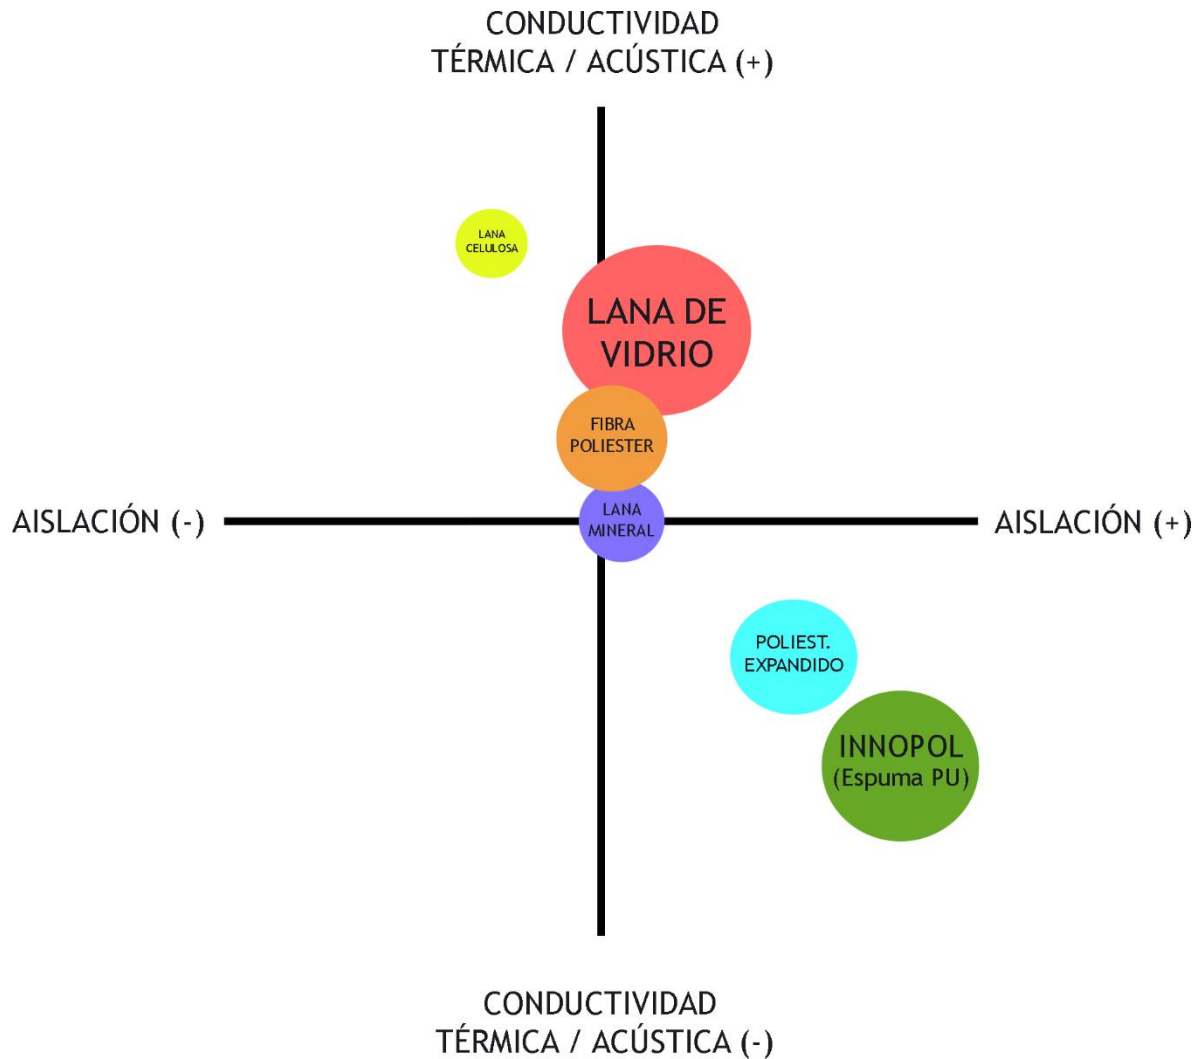 CONDUCTIVIDAD
TÉRMICA / ACÚSTICA (+)
LANA
CELULOSA
LANA DE
VIDRIO
FIBRA
POLIESTER
AISLACIÓN (-)
LANA
MINERAL
AISLACIÓN (+)
POLIEST.
EXPANDIDO
INNOPOL
(Espuma PU)
CONDUCTIVIDAD
TÉRMICA / ACÚSTICA (-)